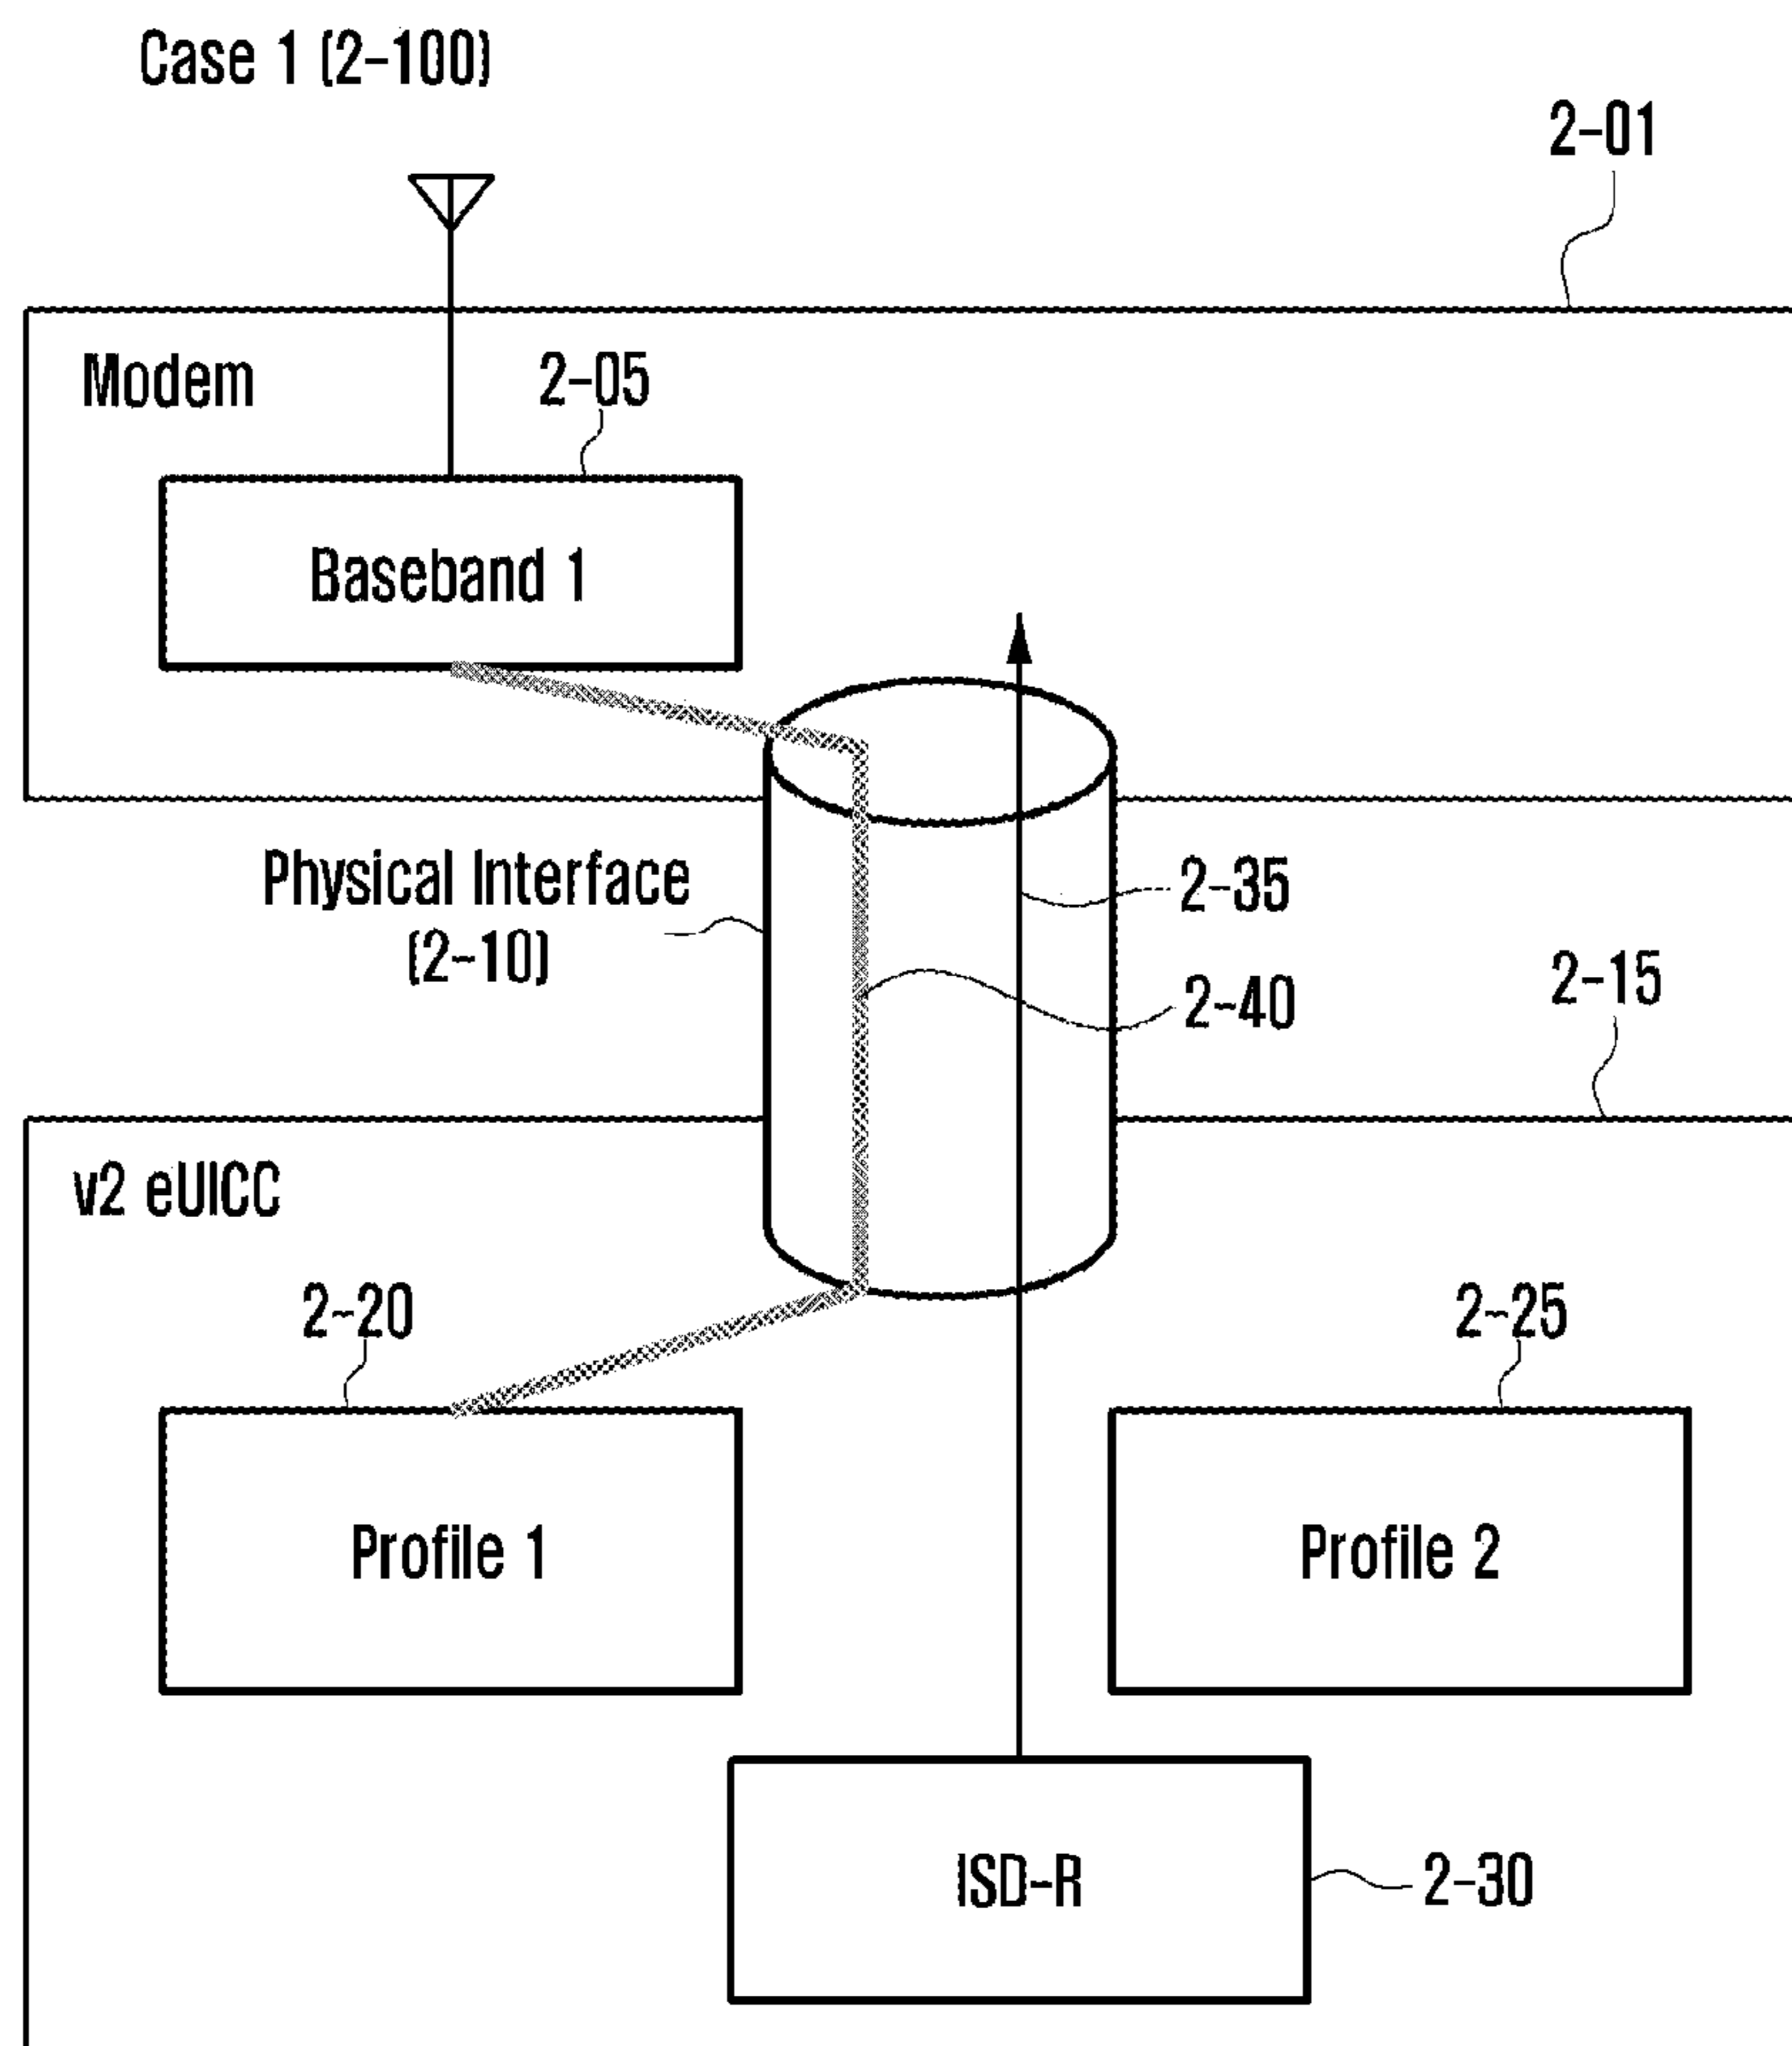 Case 1 (2-100)
2-01
Modem
2-05
Baseband 1
Physical Interface
(2-10)
2-35
2-40
2-15
v2 eUICC
2-20
2-25
Profile 1
Profile 2
ISD-R
2-30